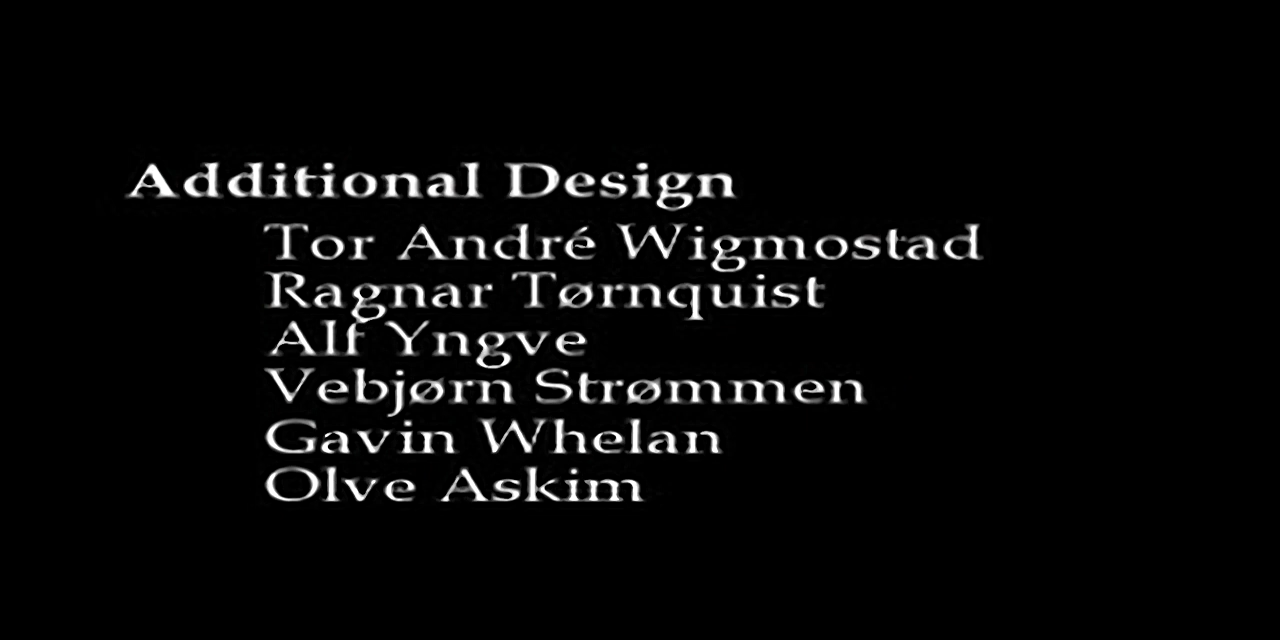 Additional Design
Tor André Wigmostad
Ragnar Tørnquist
Alf Yngve
Vebjørn Strømmen
Gavin Whelan
Olve Askim